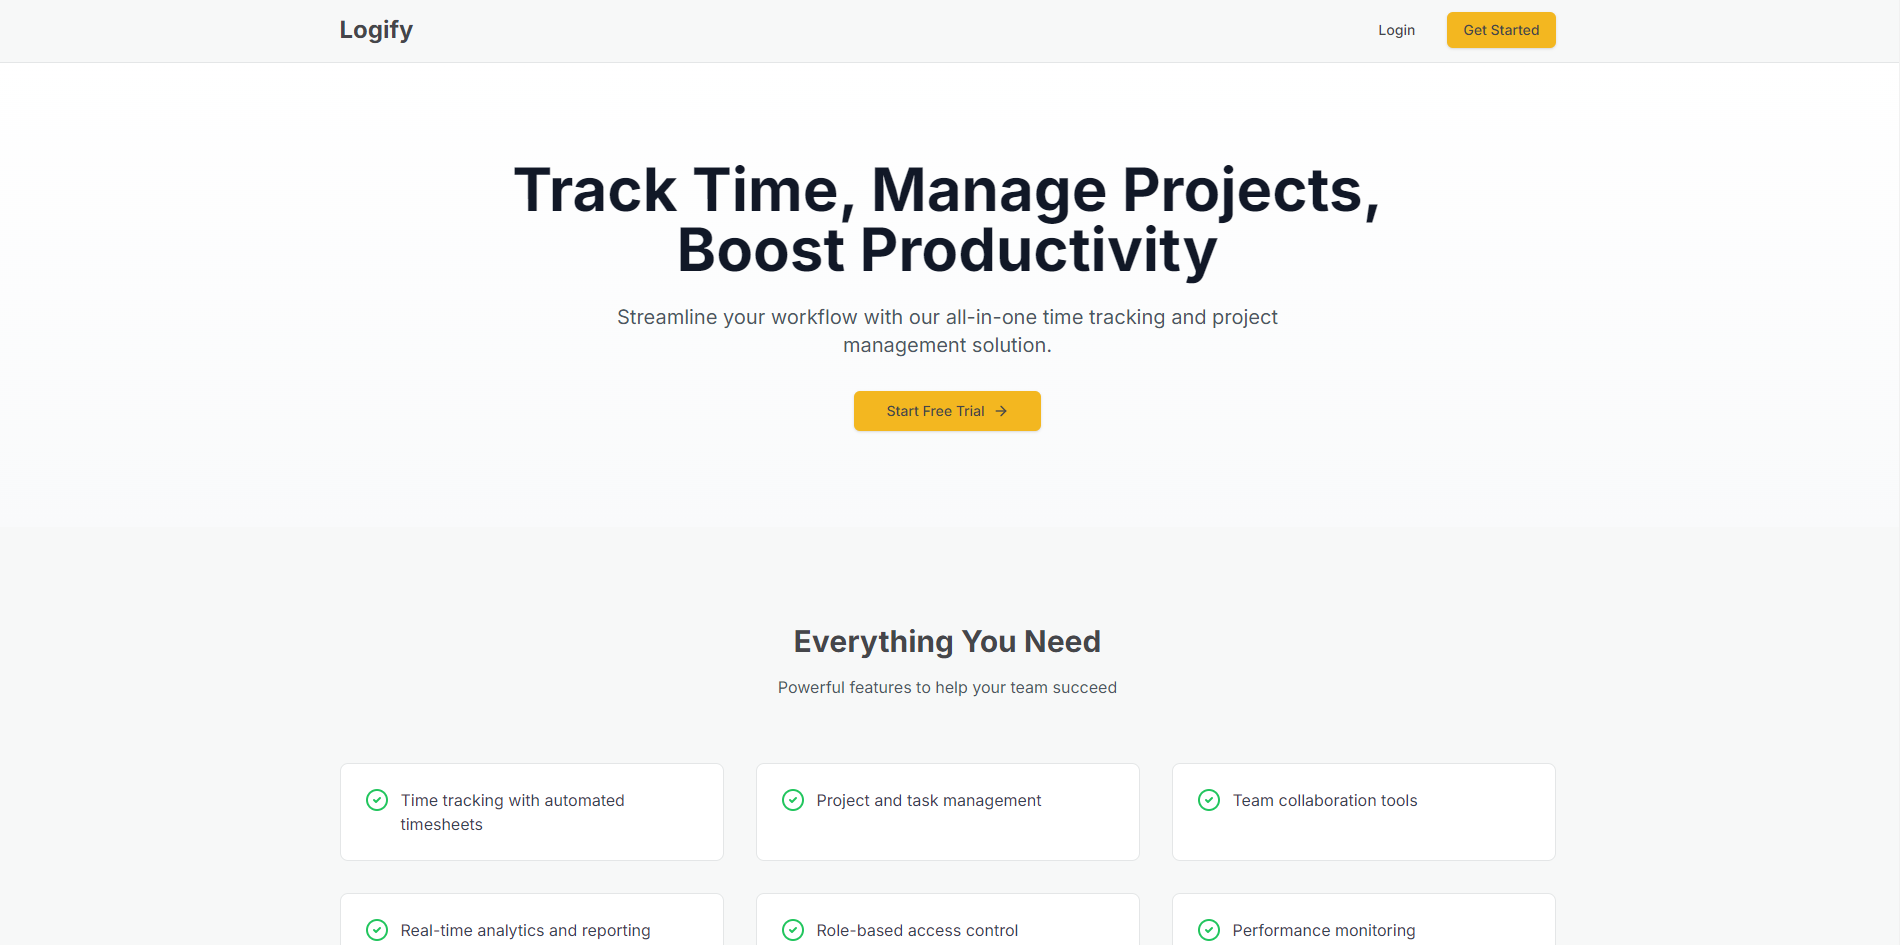 Logify
Login
Get Started
Track Time, Manage Projects,
Boost Productivity
Streamline your workflow with our all-in-one time tracking and project
management solution.
Start Free Trial
Everything You Need
Powerful features to help your team succeed
Time tracking with automated
timesheets
Project and task management
Team collaboration tools
Real-time analytics and reporting
Role-based access control
Performance monitoring